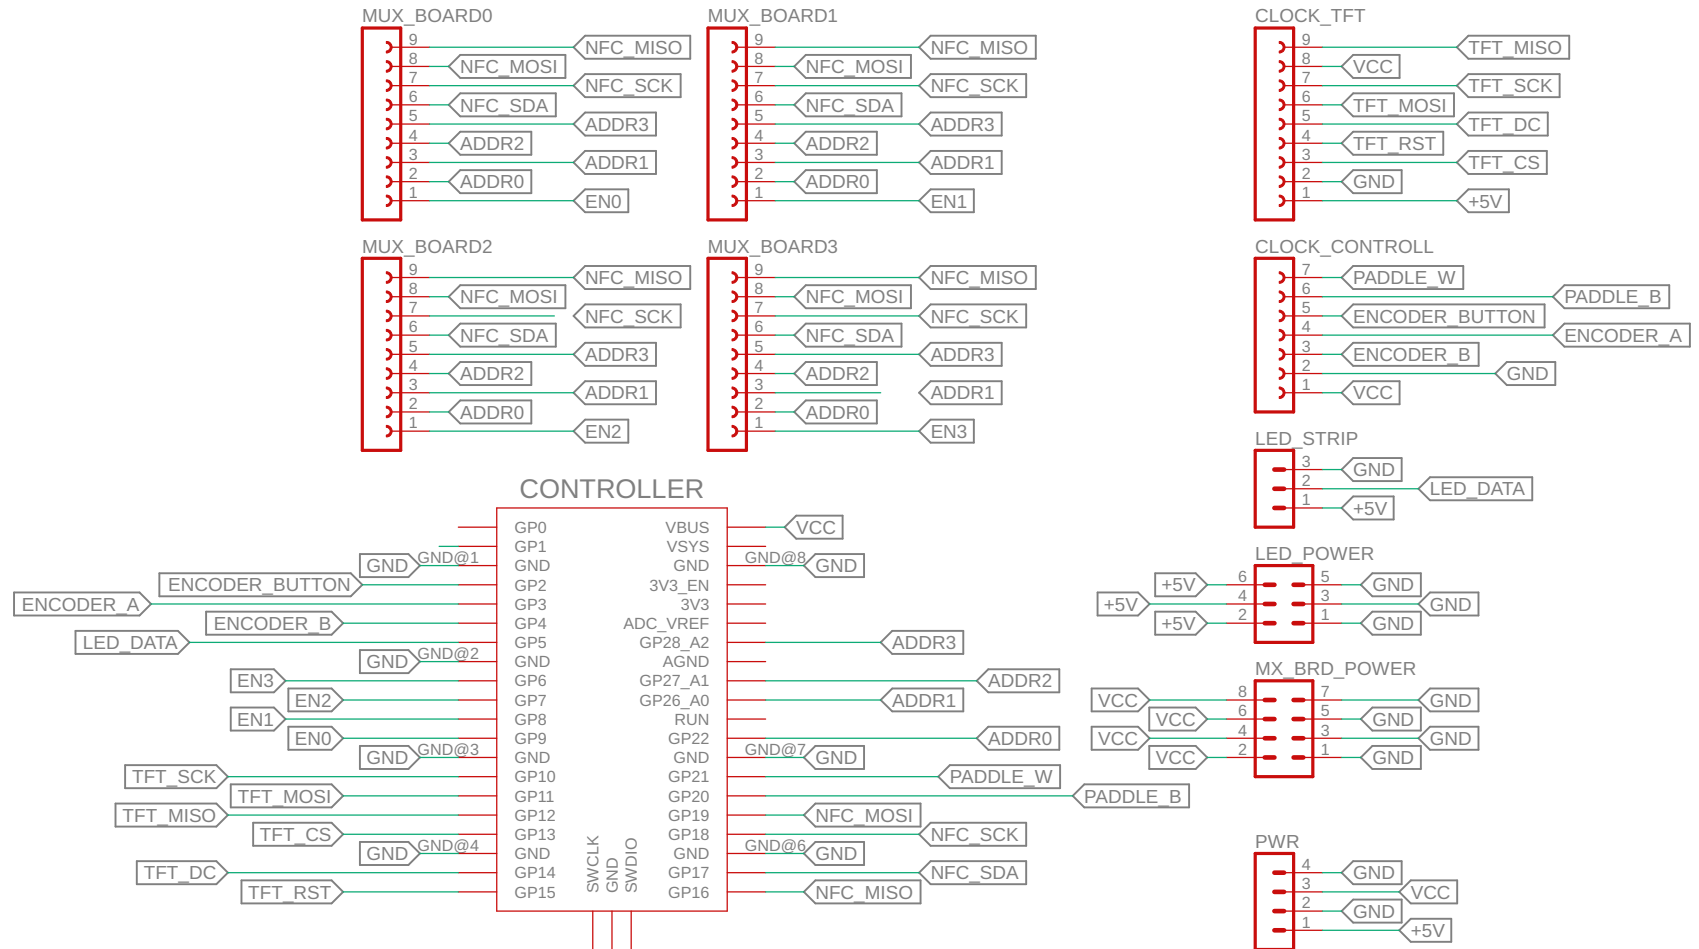 MUX_BOARD0
9 NFC_MISO
8 NFC_MOSI
7 NFC_SCK
6 NFC_SDA
5 ADDR3
4 ADDR2
3 ADDR1
2 ADDR0
1 EN0
MUX_BOARD1
9 NFC_MISO
8 NFC_MOSI
7 NFC_SCK
6 NFC_SDA
5 ADDR3
4 ADDR2
3 ADDR1
2 ADDR0
1 EN1
MUX_BOARD2
9 NFC_MISO
8 NFC_MOSI
7 NFC_SCK
6 NFC_SDA
5 ADDR3
4 ADDR2
3 ADDR1
2 ADDR0
1 EN2
MUX_BOARD3
9 NFC_MISO
8 NFC_MOSI
7 NFC_SCK
6 NFC_SDA
5 ADDR3
4 ADDR2
3 ADDR1
2 ADDR0
1 EN3
CONTROLLER
GP0 VBUS VCC
GP1 VSYS
GND GND@1 GND GND GND@8 GND
ENCODER_BUTTON GP2 3V3_EN
ENCODER_A GP3 3V3
ENCODER_B GP4 ADC_VREF
LED_DATA GP5 GP28_A2 ADDR3
GND GND@2 GND AGND
EN3 GP6 GP27_A1 ADDR2
EN2 GP7 GP26_A0 ADDR1
EN1 GP8 RUN
EN0 GP9 GP22 ADDR0
GND GND@3 GND GND GND@7 GND
TFT_SCK GP10 GP21 PADDLE_W
TFT_MOSI GP11 GP20 PADDLE_B
TFT_MISO GP12 GP19 NFC_MOSI
TFT_CS GP13 GP18 NFC_SCK
GND GND@4 GND GND GND@6 GND
TFT_DC GP14 GP17 NFC_SDA
TFT_RST GP15 GP16 NFC_MISO
SWCLK
GND
SWDIO
CLOCK_TFT
9 TFT_MISO
8 VCC
7 TFT_SCK
6 TFT_MOSI
5 TFT_DC
4 TFT_RST
3 TFT_CS
2 GND
1 +5V
CLOCK_CONTROLL
7 PADDLE_W
6 PADDLE_B
5 ENCODER_BUTTON
4 ENCODER_A
3 ENCODER_B
2 GND
1 VCC
LED_STRIP
3 GND
2 LED_DATA
1 +5V
LED_POWER
+5V 6 5 GND
+5V 4 3 GND
+5V 2 1 GND
MX_BRD_POWER
VCC 8 7 GND
VCC 6 5 GND
VCC 4 3 GND
VCC 2 1 GND
PWR
4 GND
3 VCC
2 GND
1 +5V